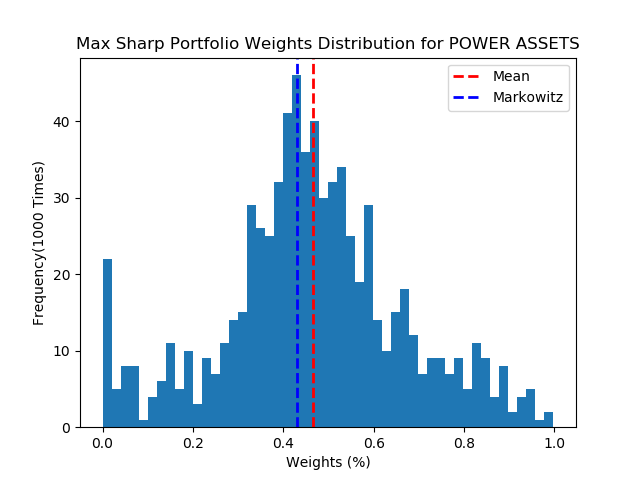 Max Sharp Portfolio Weights Distribution for POWER ASSETS
Mean
Markowitz
Frequency(1000 Times)
40
30
20
10
0
0.0 0.2 0.4 0.6 0.8 1.0
Weights (%)